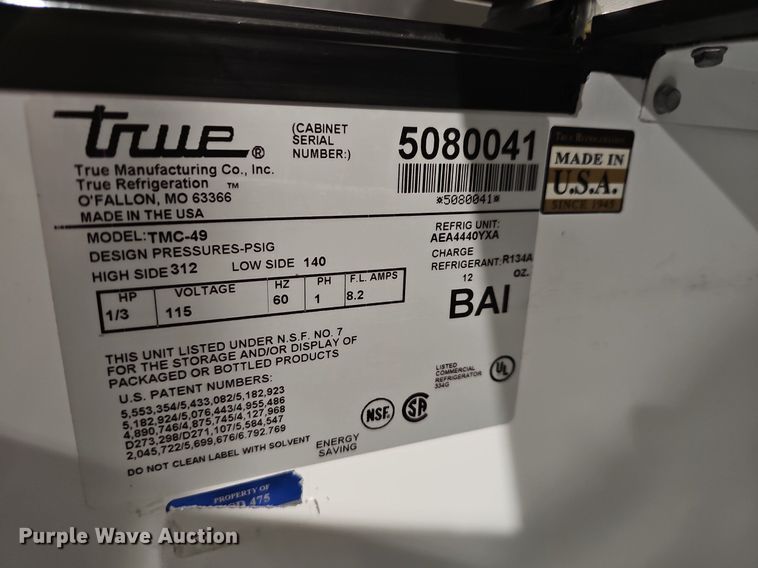 true®
True Manufacturing Co., Inc.
True Refrigeration ™
O'FALLON, MO 63366
MADE IN THE USA
(CABINET
SERIAL
NUMBER:)
5080041
*5080041*
TRUE REFRIGERATION
MADE IN
U.S.A.
SINCE 1945
MODEL: TMC-49
DESIGN PRESSURES-PSIG
HIGH SIDE 312 LOW SIDE 140
REFRIG UNIT:
AEA4440YXA
CHARGE
REFRIGERANT: R134A
12 OZ.
HP VOLTAGE HZ PH F.L. AMPS
1/3 115 60 1 8.2
BAI
THIS UNIT LISTED UNDER N.S.F. NO. 7
FOR THE STORAGE AND/OR DISPLAY OF
PACKAGED OR BOTTLED PRODUCTS
U.S. PATENT NUMBERS:
5,553,354/5,433,082/5,182,923
5,182,924/5,076,443/4,955,486
4,890,746/4,875,745/4,127,968
D273,298/D271,107/5,584,547
2,045,722/5,699,676/6.792,769
DO NOT CLEAN LABEL WITH SOLVENT
ENERGY
SAVING
NSF®
SA
LISTED
COMMERCIAL
REFRIGERATOR
334G
UL
PROPERTY OF
475
Purple Wave Auction